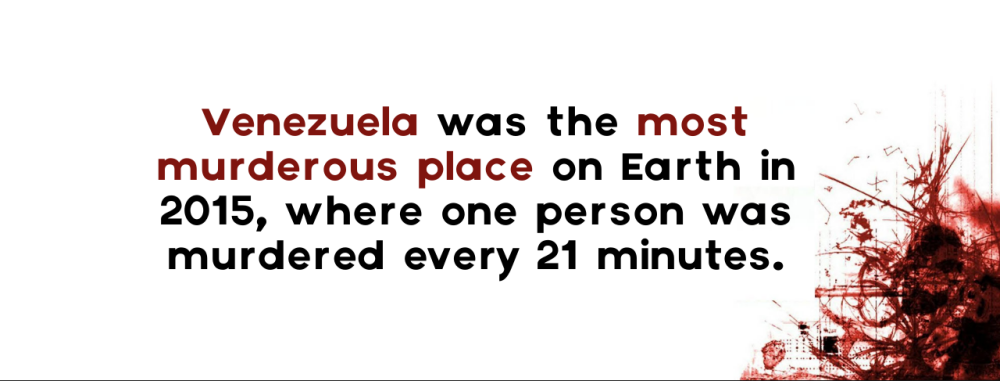 Venezuela was the most
murderous place on Earth in
2015, where one person was
murdered every 21 minutes.